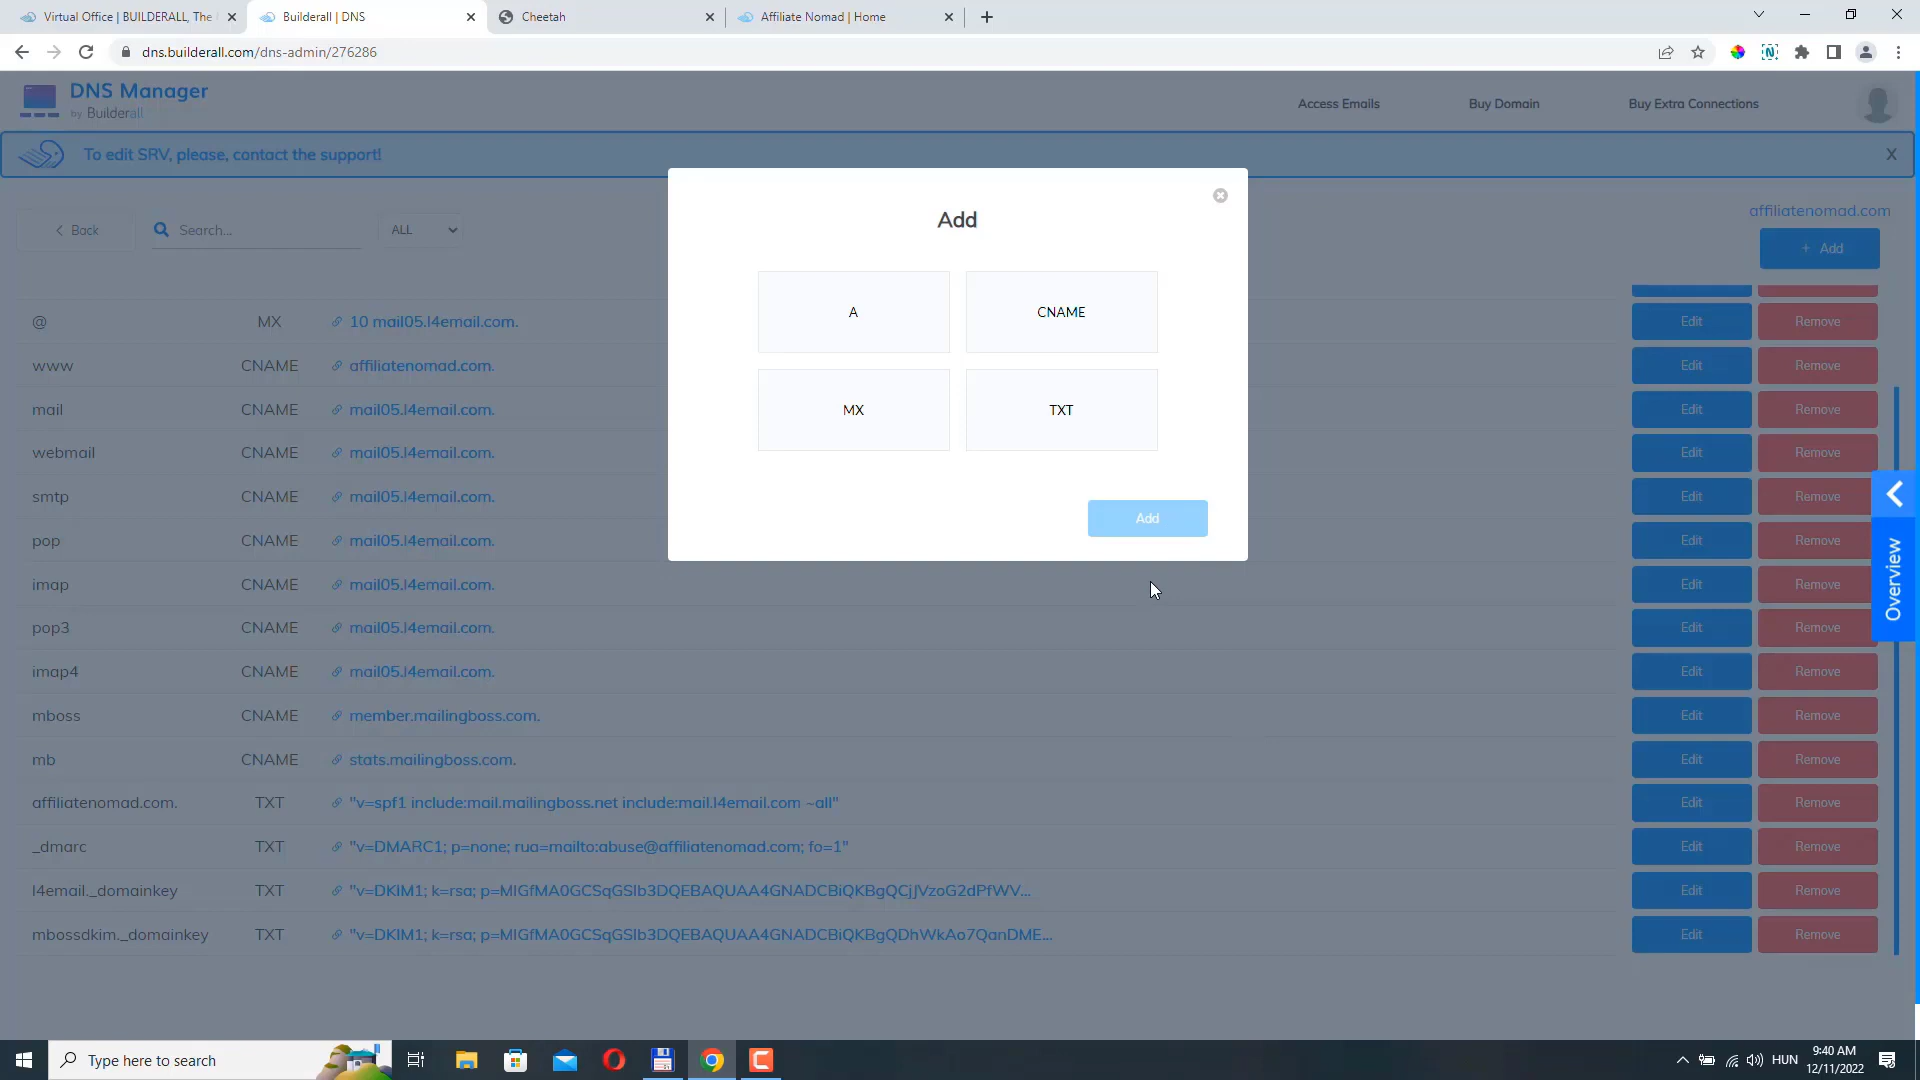 Virtual Office | BUILDERALL, The
Builderall | DNS
Cheetah
Affiliate Nomad | Home
dns.builderall.com/dns-admin/276286
DNS Manager
by Builderall
Access Emails
Buy Domain
Buy Extra Connections
To edit SRV, please, contact the support!
X
Back
Search...
ALL
affiliatenomad.com
+ Add
Add
A
CNAME
MX
TXT
Add
@ MX 10 mail05.l4email.com. Edit Remove
www CNAME affiliatenomad.com. Edit Remove
mail CNAME mail05.l4email.com. Edit Remove
webmail CNAME mail05.l4email.com. Edit Remove
smtp CNAME mail05.l4email.com. Edit Remove
pop CNAME mail05.l4email.com. Edit Remove
imap CNAME mail05.l4email.com. Edit Remove
pop3 CNAME mail05.l4email.com. Edit Remove
imap4 CNAME mail05.l4email.com. Edit Remove
mboss CNAME member.mailingboss.com. Edit Remove
mb CNAME stats.mailingboss.com. Edit Remove
affiliatenomad.com. TXT "v=spf1 include:mail.mailingboss.net include:mail.l4email.com ~all" Edit Remove
_dmarc TXT "v=DMARC1; p=none; rua=mailto:abuse@affiliatenomad.com; fo=1" Edit Remove
l4email._domainkey TXT "v=DKIM1; k=rsa; p=MIGfMA0GCSqGSIb3DQEBAQUAA4GNADCBiQKBgQCjJVzoG2dPfWV... Edit Remove
mbossdkim._domainkey TXT "v=DKIM1; k=rsa; p=MIGfMA0GCSqGSIb3DQEBAQUAA4GNADCBiQKBgQDhWkAo7QanDME... Edit Remove
Overview
Type here to search
HUN
9:40 AM
12/11/2022